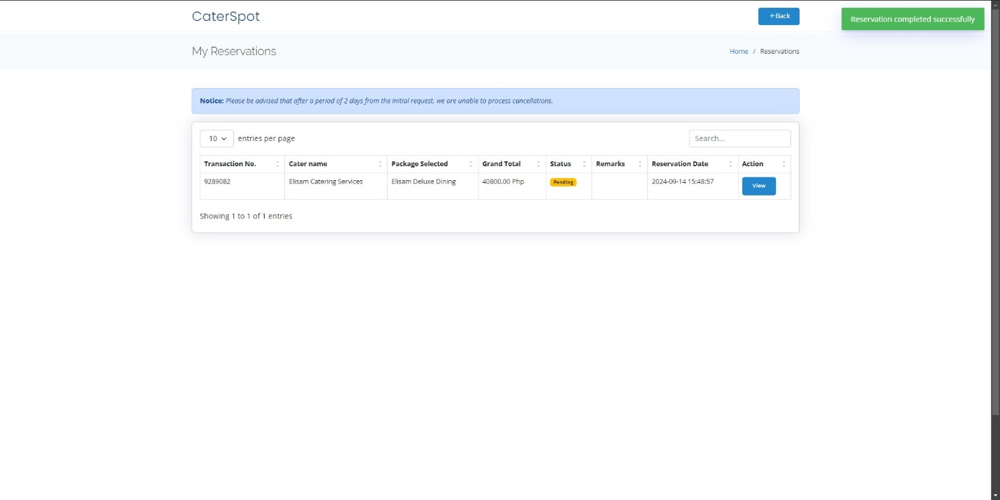 CaterSpot
←Back
Reservation completed successfully
My Reservations
Home / Reservations
Notice: Please be advised that after a period of 2 days from the initial request, we are unable to process cancellations.
10 entries per page
Search...
Transaction No. Cater name Package Selected Grand Total Status Remarks Reservation Date Action
9289082 Elisam Catering Services Elisam Deluxe Dining 40800.00 Php Pending 2024-09-14 15:48:57 View
Showing 1 to 1 of 1 entries